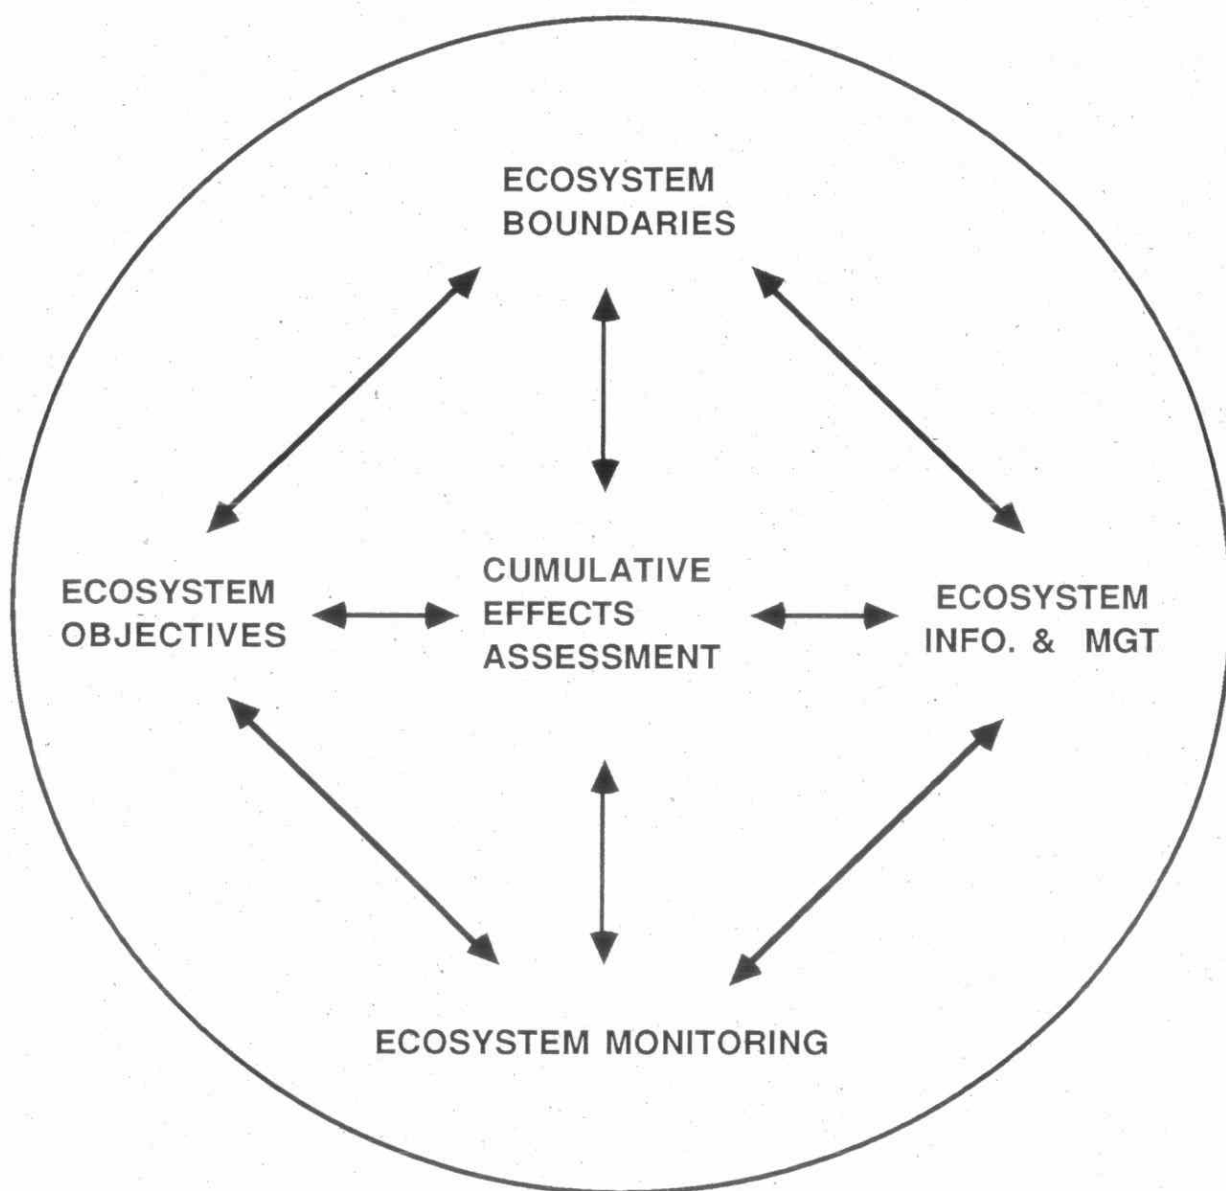 ECOSYSTEM
BOUNDARIES
ECOSYSTEM
OBJECTIVES
CUMULATIVE
EFFECTS
ASSESSMENT
ECOSYSTEM
INFO. & MGT
ECOSYSTEM MONITORING